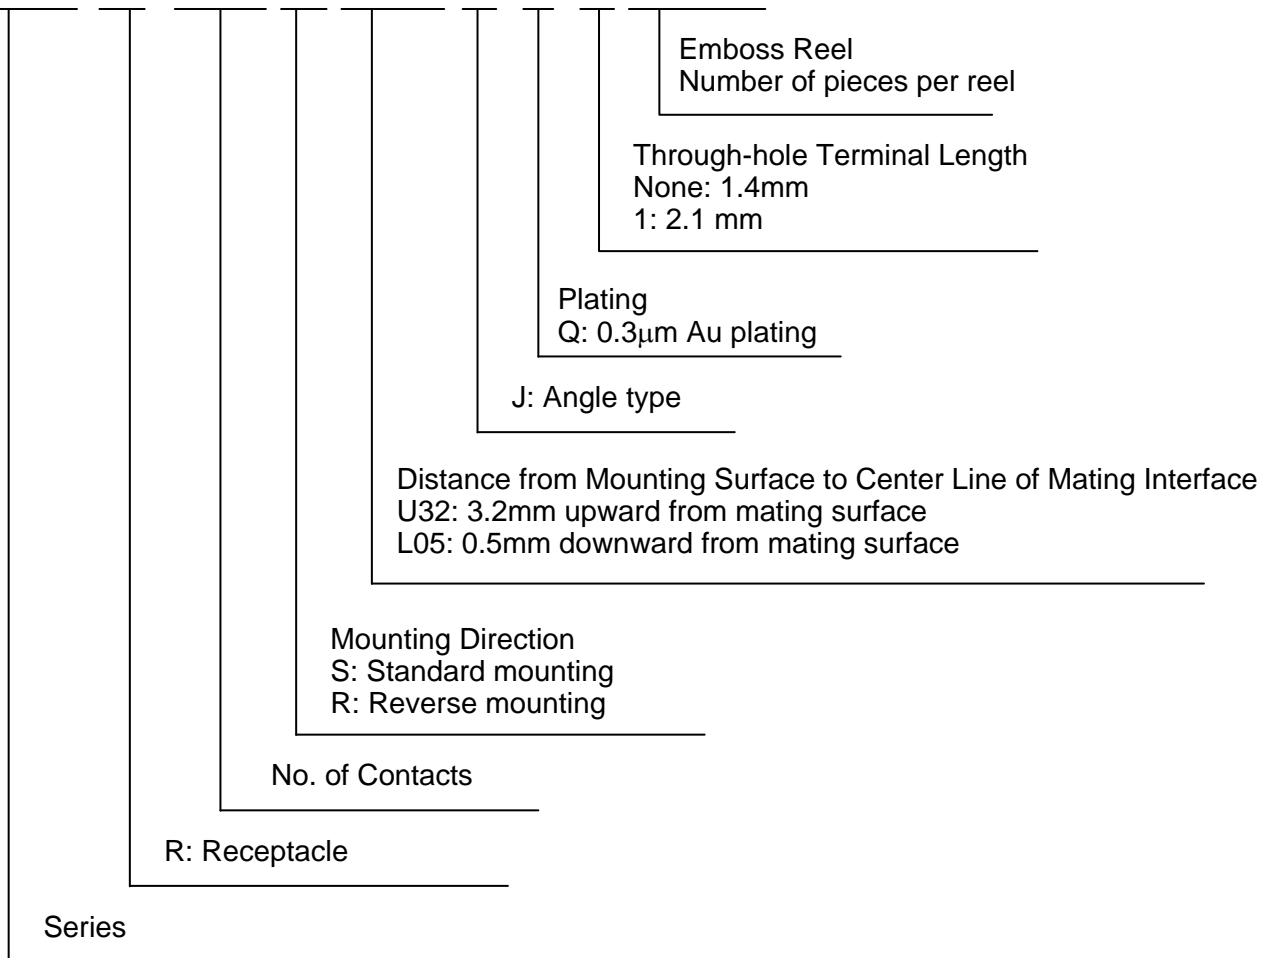 Emboss Reel
Number of pieces per reel
Through-hole Terminal Length
None: 1.4mm
1: 2.1 mm
Plating
Q: 0.3μm Au plating
J: Angle type
Distance from Mounting Surface to Center Line of Mating Interface
U32: 3.2mm upward from mating surface
L05: 0.5mm downward from mating surface
Mounting Direction
S: Standard mounting
R: Reverse mounting
No. of Contacts
R: Receptacle
Series